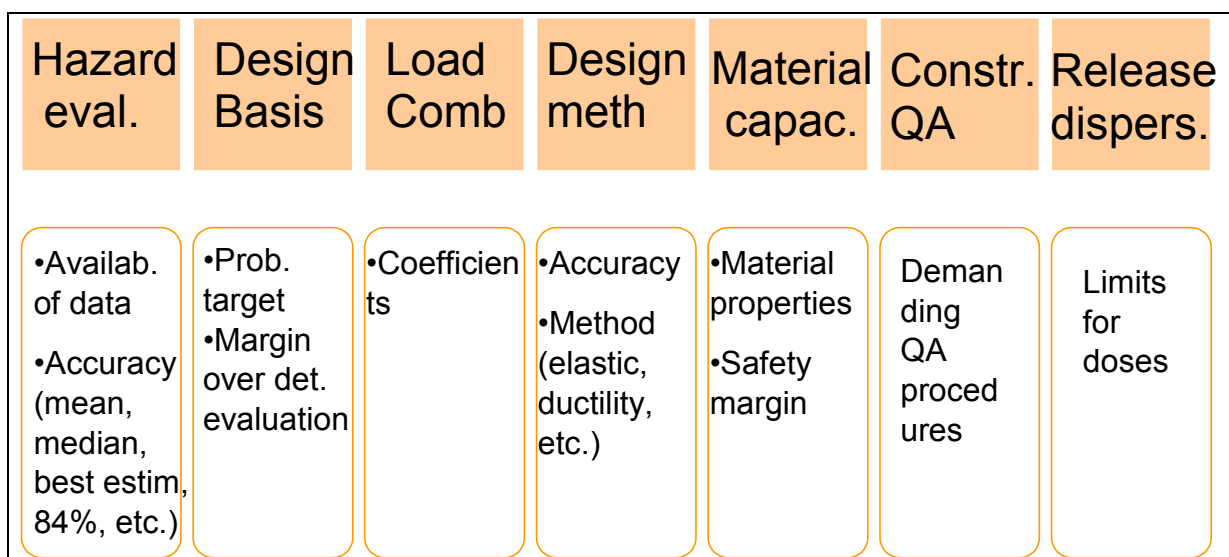 Hazard
eval.
Design
Basis
Load
Comb
Design
meth
Material
capac.
Constr.
QA
Release
dispers.
•Availab.
of data
•Accuracy
(mean,
median,
best estim,
84%, etc.)
•Prob.
target
•Margin
over det.
evaluation
•Coefficien
ts
•Accuracy
•Method
(elastic,
ductility,
etc.)
•Material
properties
•Safety
margin
Deman
ding
QA
proced
ures
Limits
for
doses